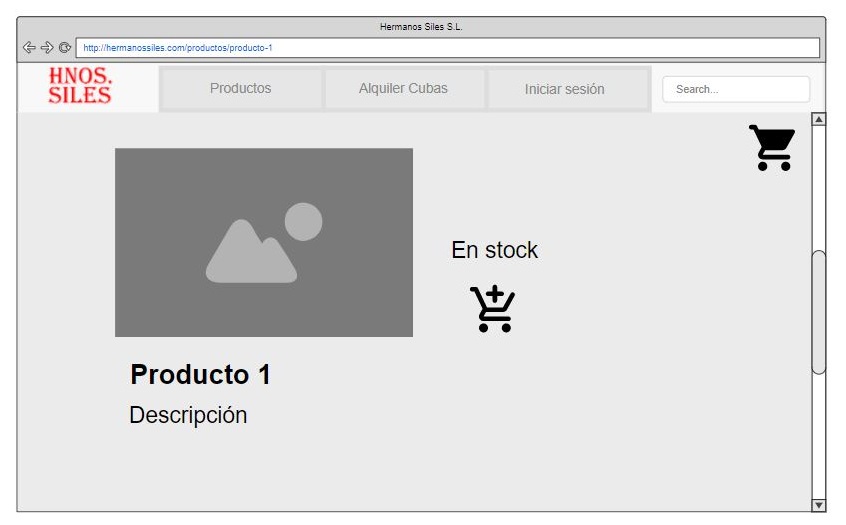 Hermanos Siles S.L.
http://hermanossiles.com/productos/producto-1
HNOS.
SILES
Productos
Alquiler Cubas
Iniciar sesión
Search...
En stock
Producto 1
Descripción